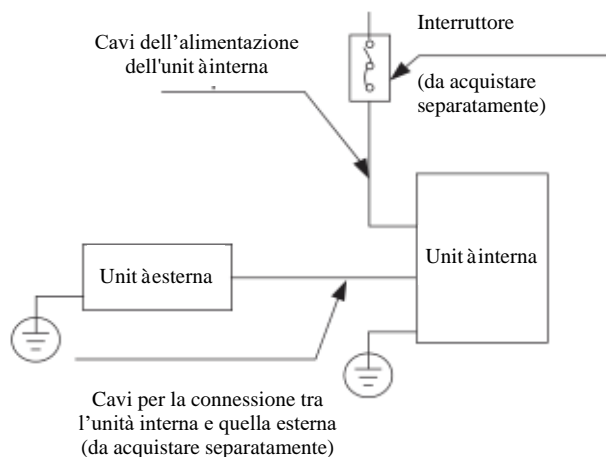 Cavi dell’alimentazione
dell'unit àinterna
Interruttore
(da acquistare
separatamente)
Unit àesterna
Unit àinterna
Cavi per la connessione tra
l’unità interna e quella esterna
(da acquistare separatamente)